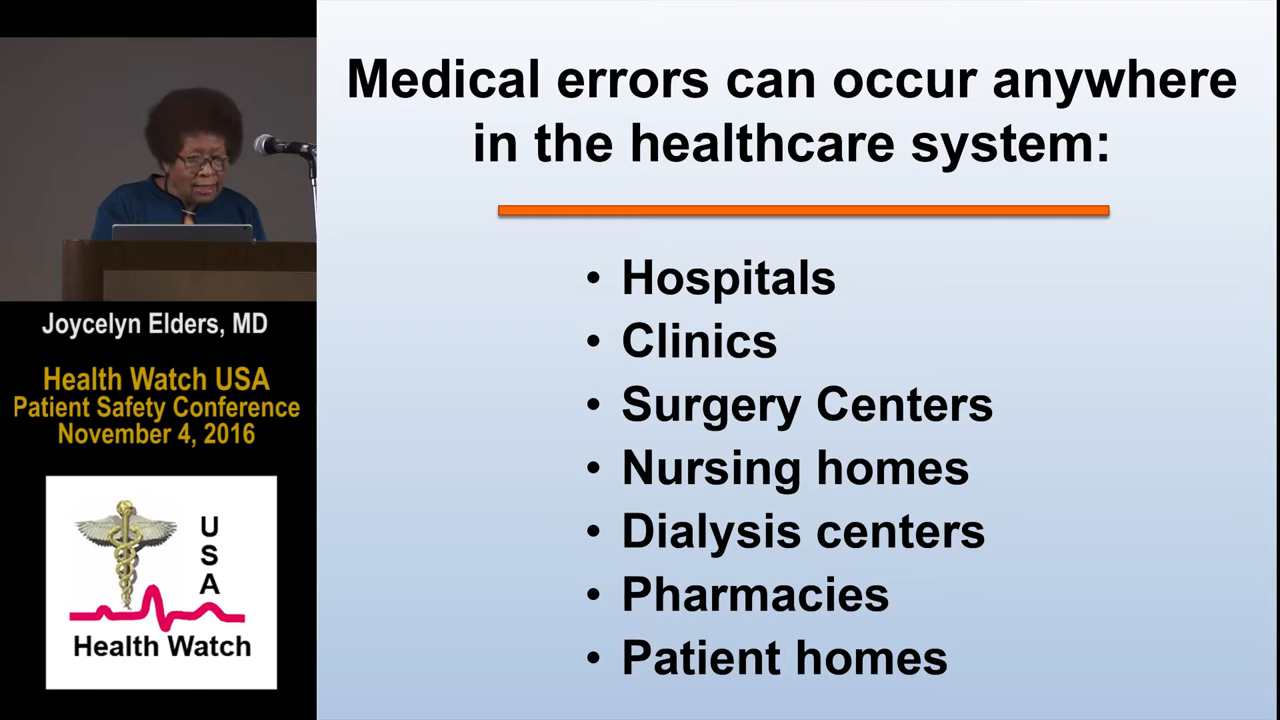 Medical errors can occur anywhere
in the healthcare system:
• Hospitals
• Clinics
• Surgery Centers
• Nursing homes
• Dialysis centers
• Pharmacies
• Patient homes
Joycelyn Elders, MD
Health Watch USA
Patient Safety Conference
November 4, 2016
U
S
A
Health Watch